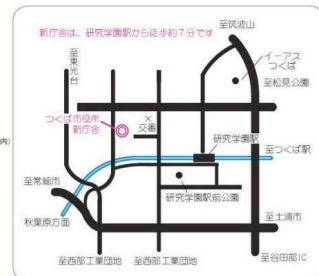 新庁舎は、研究学園駅から徒歩約7分です
至筑波山
至東光台
イーアス
つくば
至松見公園
内)
つくば市役所
新庁舎
×
交番
研究学園駅
至つくば駅
至常総市
研究学園駅前公園
秋葉原方面
至土浦市
至西部工業団地
至西部工業団地
至谷田部IC